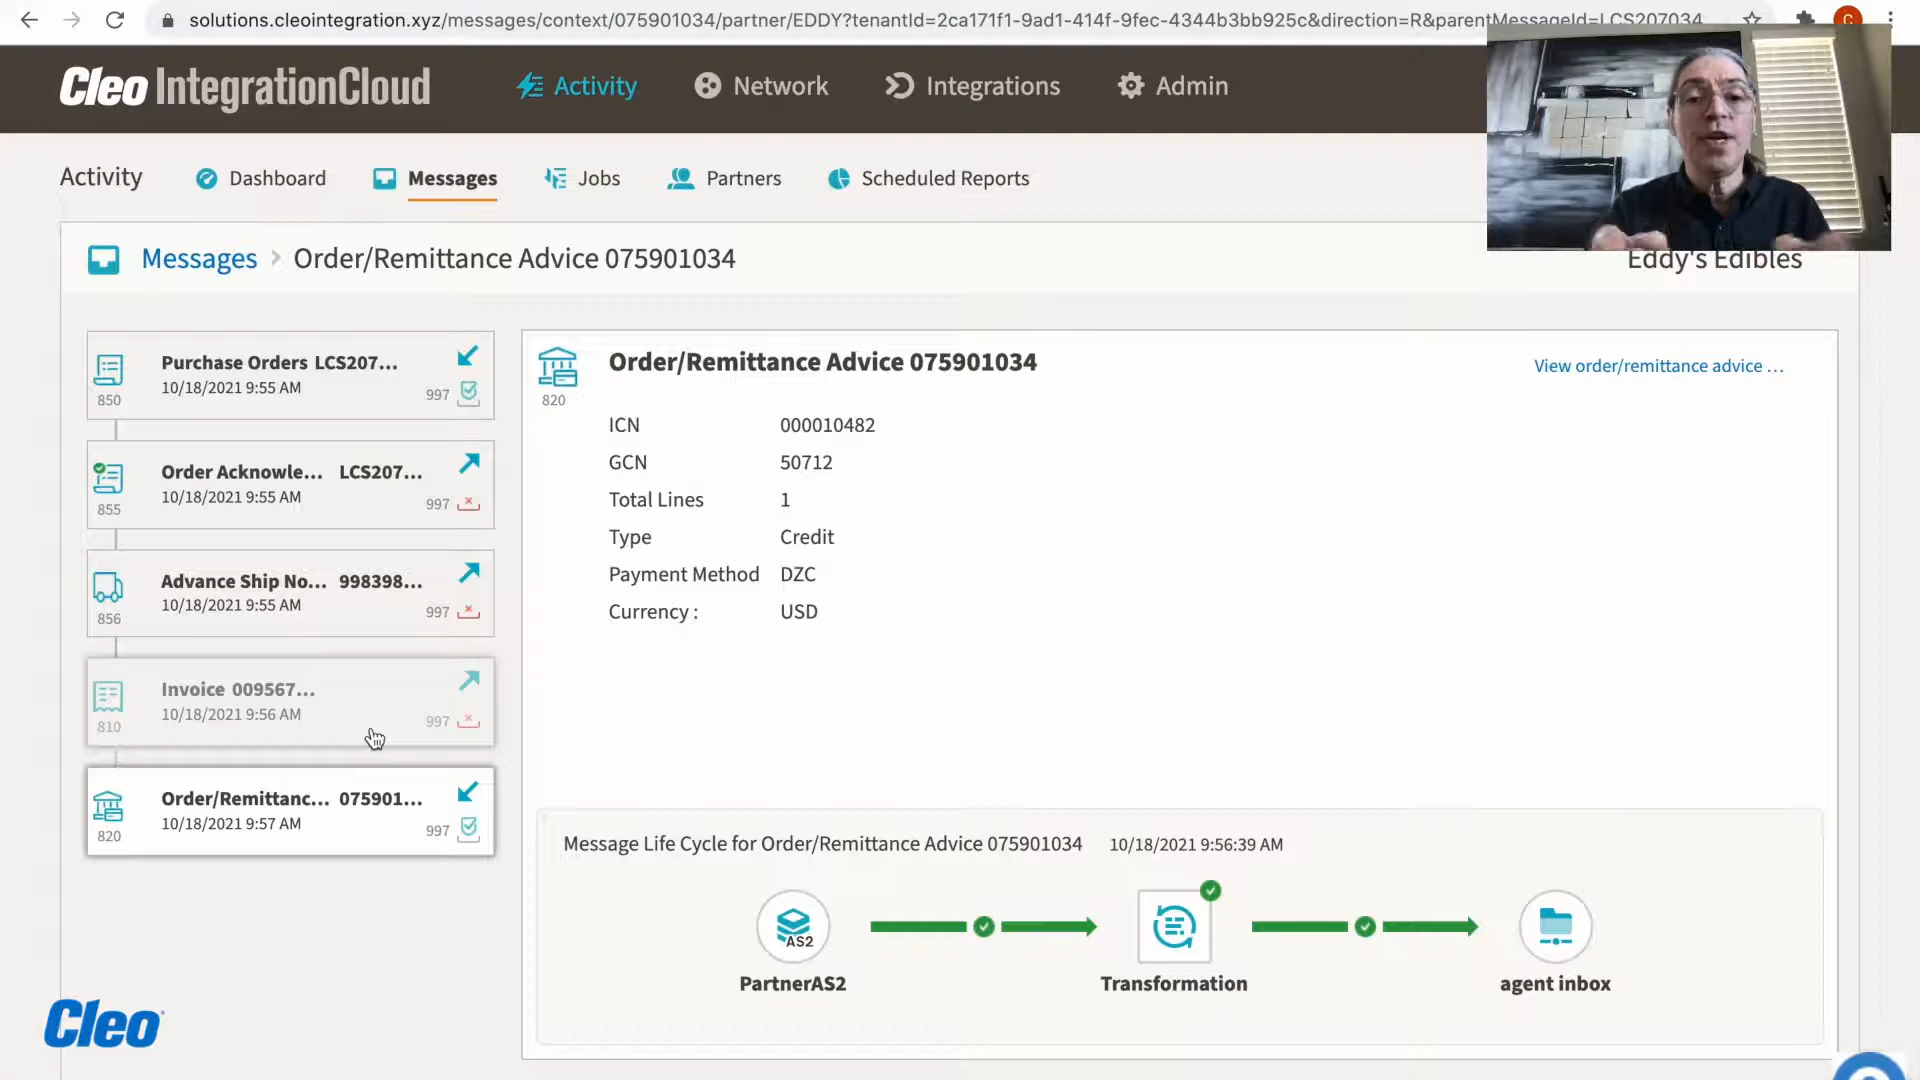 solutions.cleointegration.xyz/messages/context/075901034/partner/EDDY?tenantId=2ca171f1-9ad1-414f-9fec-4344b3bb925c&direction=R&parentMessageId=LCS207034
C
Cleo IntegrationCloud
Activity
Network
Integrations
Admin
Activity
Dashboard
Messages
Jobs
Partners
Scheduled Reports
Messages > Order/Remittance Advice 075901034
Eddy's Edibles
Purchase Orders LCS207...
10/18/2021 9:55 AM
850
997
Order Acknowle... LCS207...
10/18/2021 9:55 AM
855
997
Advance Ship No... 998398...
10/18/2021 9:55 AM
856
997
Invoice 009567...
10/18/2021 9:56 AM
810
997
Order/Remittanc... 075901...
10/18/2021 9:57 AM
820
997
Order/Remittance Advice 075901034
820
View order/remittance advice ...
ICN 000010482
GCN 50712
Total Lines 1
Type Credit
Payment Method DZC
Currency : USD
Message Life Cycle for Order/Remittance Advice 075901034 10/18/2021 9:56:39 AM
AS2
PartnerAS2
Transformation
agent inbox
Cleo